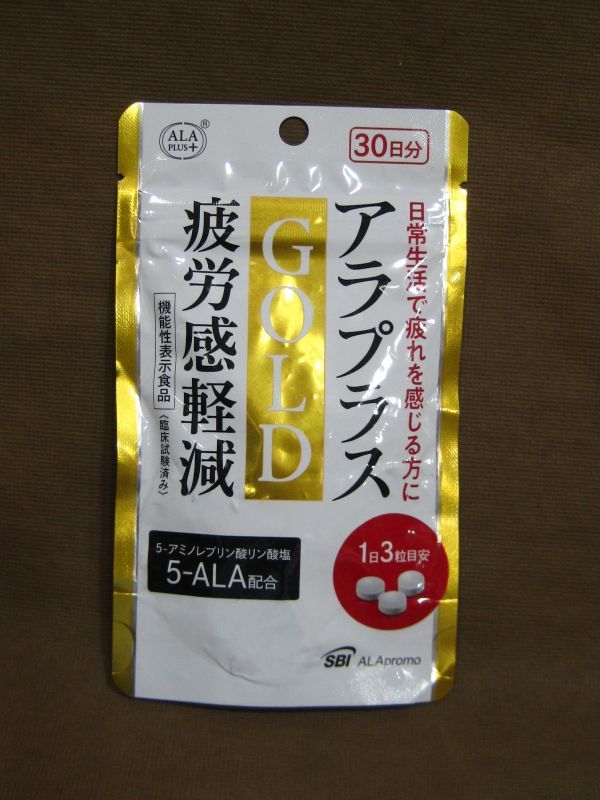 ALA
PLUS+
®
30日分
日常生活で疲れを感じる方に
アラプラス
GOLD
疲労感軽減
機能性表示食品
〈臨床試験済み〉
5-アミノレブリン酸リン酸塩
5-ALA配合
1日3粒目安
SBI ALApromo